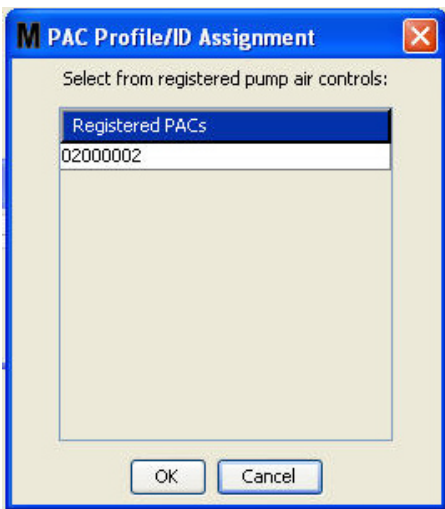 M PAC Profile/ID Assignment
Select from registered pump air controls:
Registered PACs
02000002
OK Cancel